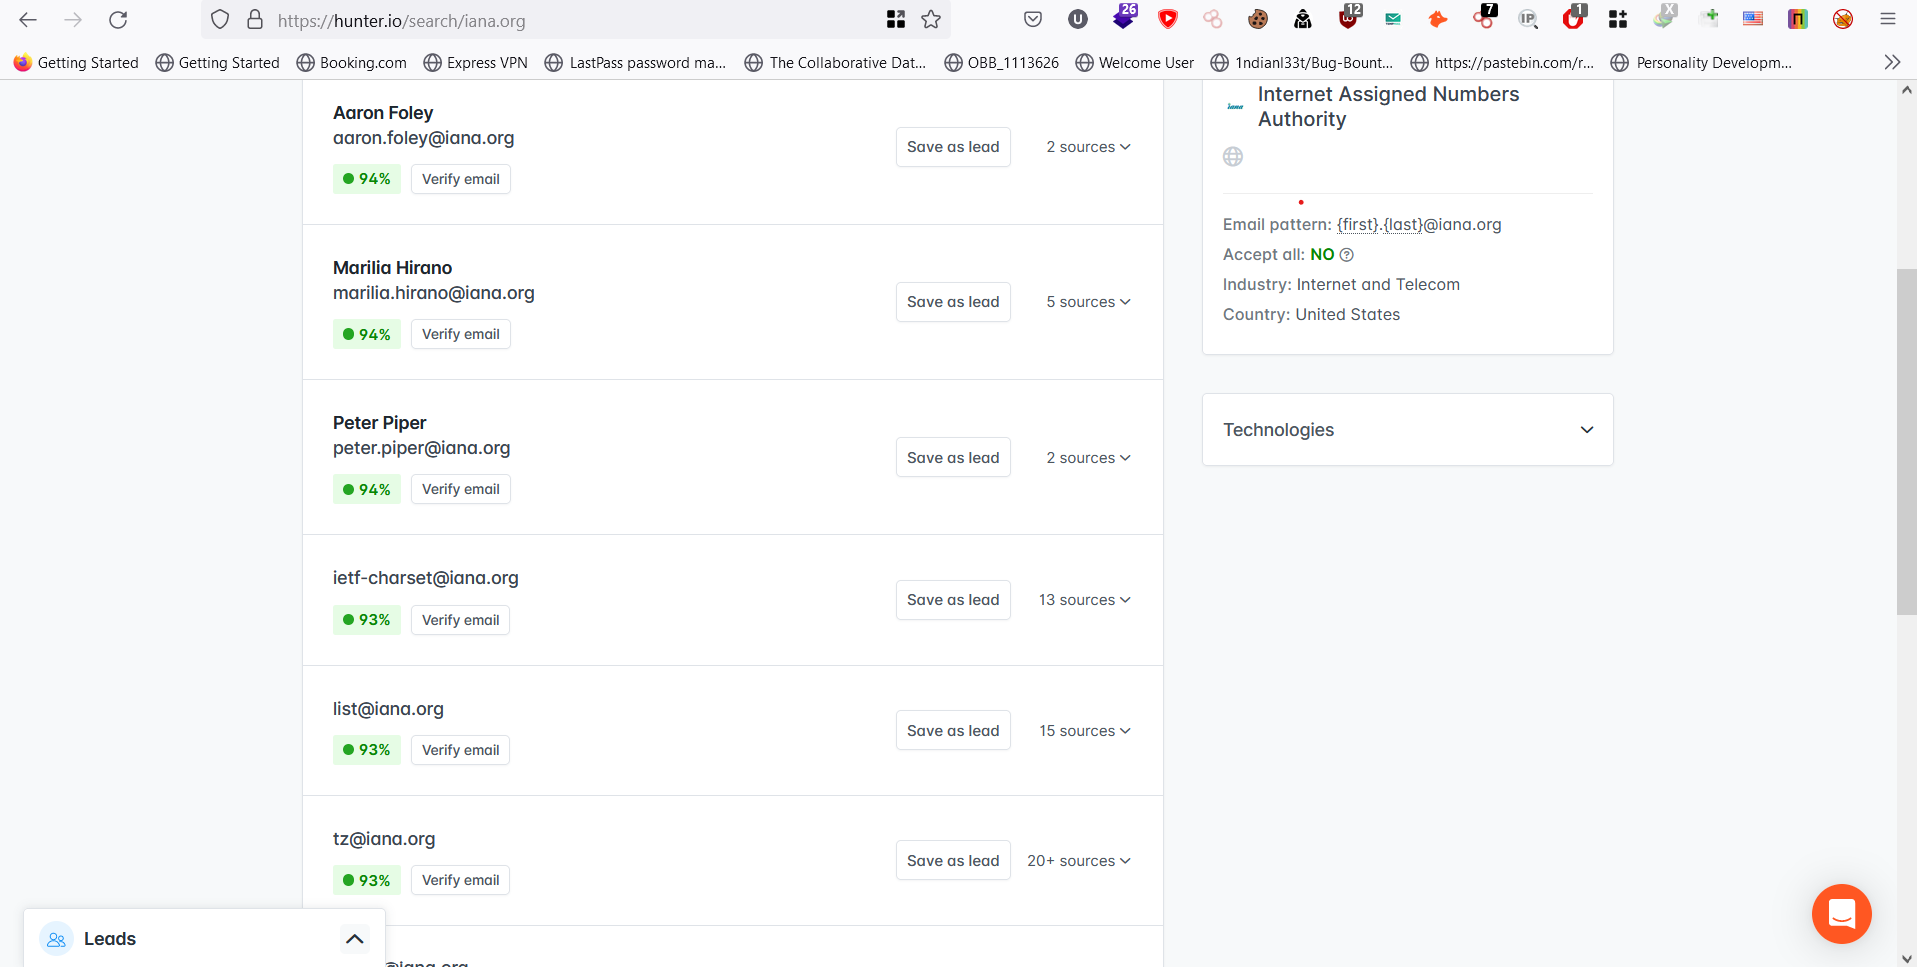 https://hunter.io/search/iana.org
U
26
12
7
IP
1
X
Getting Started
Getting Started
Booking.com
Express VPN
LastPass password ma...
The Collaborative Dat...
OBB_1113626
Welcome User
1ndianl33t/Bug-Bount...
https://pastebin.com/r...
Personality Developm...
Aaron Foley
aaron.foley@iana.org
94% Verify email
Save as lead
2 sources
Marilia Hirano
marilia.hirano@iana.org
94% Verify email
Save as lead
5 sources
Peter Piper
peter.piper@iana.org
94% Verify email
Save as lead
2 sources
ietf-charset@iana.org
93% Verify email
Save as lead
13 sources
list@iana.org
93% Verify email
Save as lead
15 sources
tz@iana.org
93% Verify email
Save as lead
20+ sources
@iana.org
Leads
iana
Internet Assigned Numbers
Authority
Email pattern: {first}.{last}@iana.org
Accept all: NO
Industry: Internet and Telecom
Country: United States
Technologies